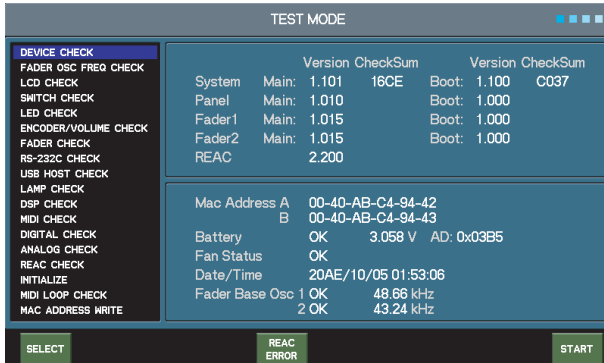 TEST MODE
DEVICE CHECK
FADER OSC FREQ CHECK
LCD CHECK
SWITCH CHECK
LED CHECK
ENCODER/VOLUME CHECK
FADER CHECK
RS-232C CHECK
USB HOST CHECK
LAMP CHECK
DSP CHECK
MIDI CHECK
DIGITAL CHECK
ANALOG CHECK
REAC CHECK
INITIALIZE
MIDI LOOP CHECK
MAC ADDRESS WRITE
Version CheckSum Version CheckSum
System Main: 1.101 16CE Boot: 1.100 C037
Panel Main: 1.010 Boot: 1.000
Fader1 Main: 1.015 Boot: 1.000
Fader2 Main: 1.015 Boot: 1.000
REAC 2.200
Mac Address A 00-40-AB-C4-94-42
B 00-40-AB-C4-94-43
Battery OK 3.058 V AD: 0x03B5
Fan Status OK
Date/Time 20AE/10/05 01:53:06
Fader Base Osc 1 OK 48.66 kHz
2 OK 43.24 kHz
SELECT
REAC
ERROR
START